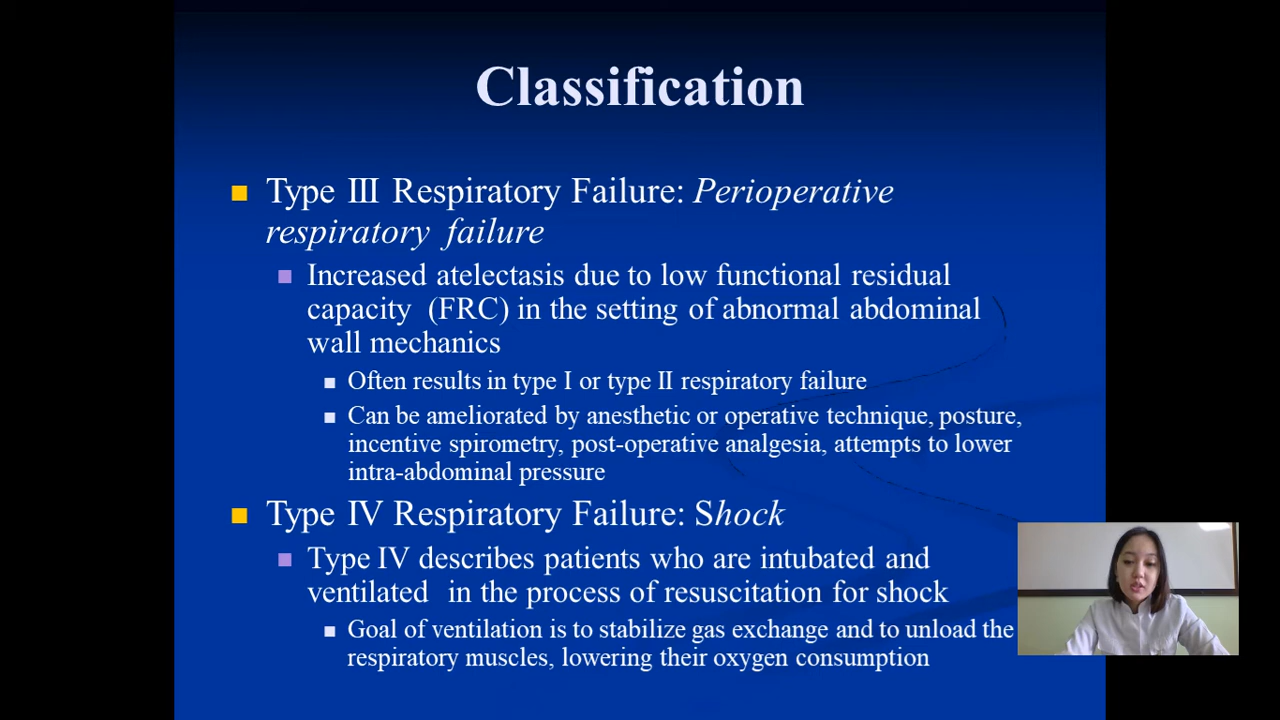 Classification
Type III Respiratory Failure: Perioperative
respiratory failure
Increased atelectasis due to low functional residual
capacity (FRC) in the setting of abnormal abdominal
wall mechanics
Often results in type I or type II respiratory failure
Can be ameliorated by anesthetic or operative technique, posture,
incentive spirometry, post-operative analgesia, attempts to lower
intra-abdominal pressure
Type IV Respiratory Failure: Shock
Type IV describes patients who are intubated and
ventilated in the process of resuscitation for shock
Goal of ventilation is to stabilize gas exchange and to unload the
respiratory muscles, lowering their oxygen consumption